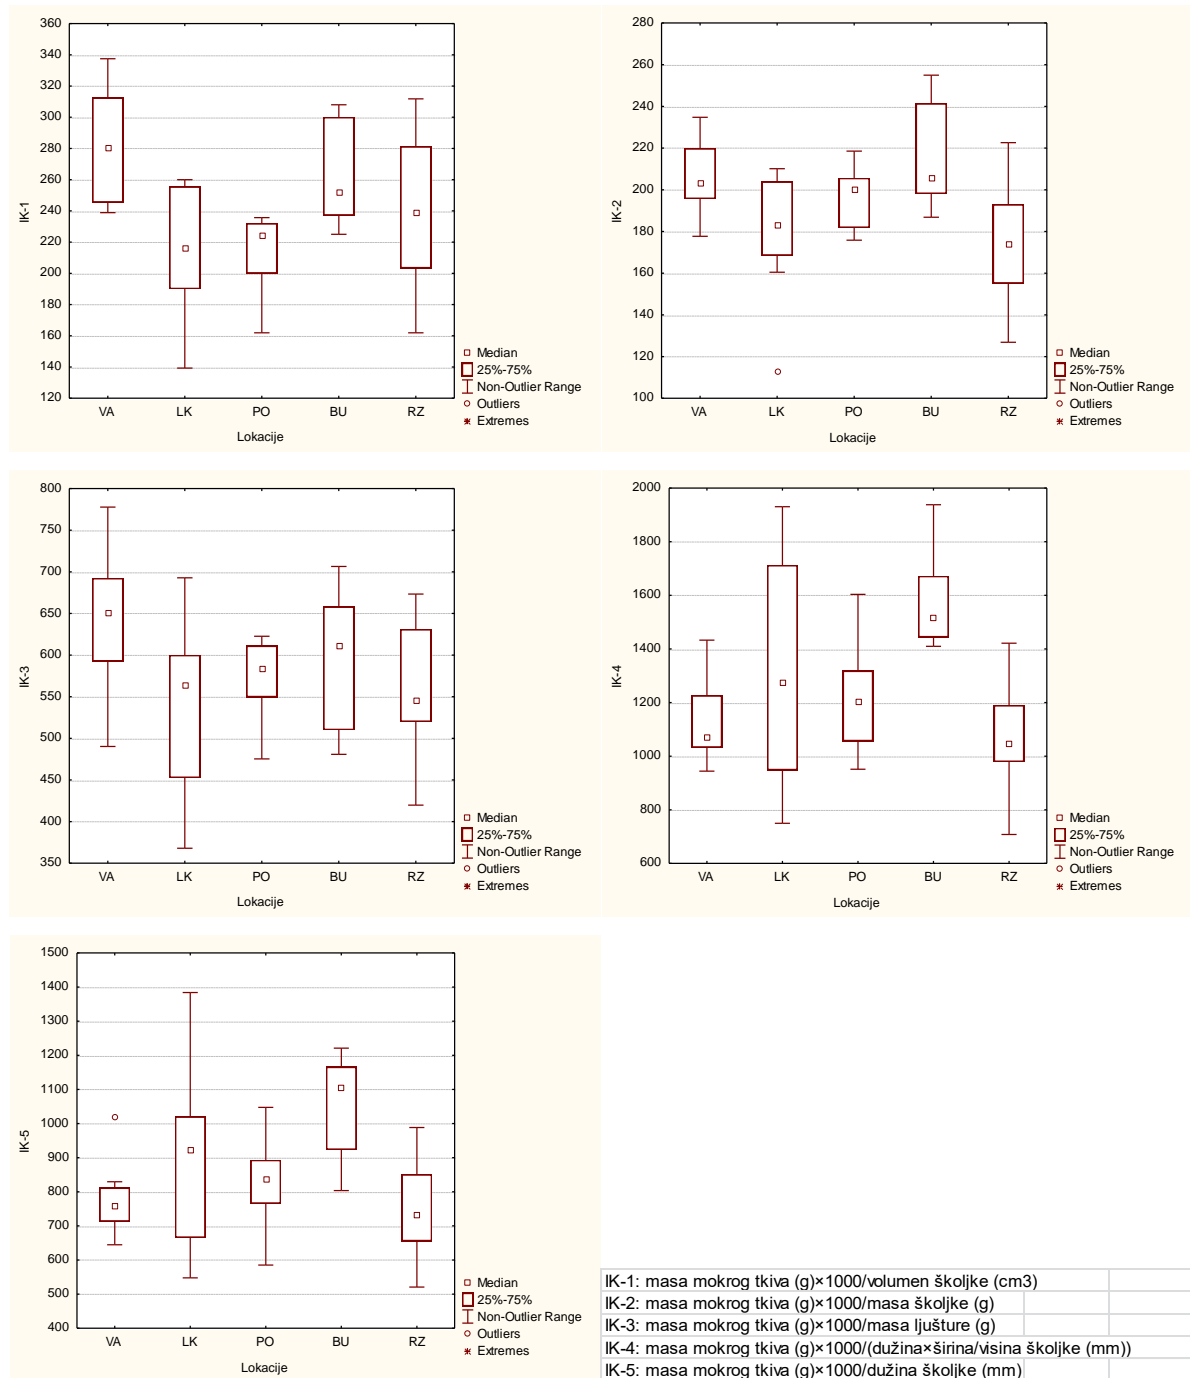 360
340
320
300
280
260
240
220
200
180
160
140
120
IK-1
VA LK PO BU RZ
Lokacije
Median
25%-75%
Non-Outlier Range
Outliers
Extremes
280
260
240
220
200
180
160
140
120
100
IK-2
VA LK PO BU RZ
Lokacije
Median
25%-75%
Non-Outlier Range
Outliers
Extremes
800
750
700
650
600
550
500
450
400
350
IK-3
VA LK PO BU RZ
Lokacije
Median
25%-75%
Non-Outlier Range
Outliers
Extremes
2000
1800
1600
1400
1200
1000
800
600
IK-4
VA LK PO BU RZ
Lokacije
Median
25%-75%
Non-Outlier Range
Outliers
Extremes
1500
1400
1300
1200
1100
1000
900
800
700
600
500
400
IK-5
VA LK PO BU RZ
Lokacije
Median
25%-75%
Non-Outlier Range
Outliers
Extremes
IK-1: masa mokrog tkiva (g)×1000/volumen školjke (cm3)
IK-2: masa mokrog tkiva (g)×1000/masa školjke (g)
IK-3: masa mokrog tkiva (g)×1000/masa ljušture (g)
IK-4: masa mokrog tkiva (g)×1000/(dužina×širina/visina školjke (mm))
IK-5: masa mokrog tkiva (g)×1000/dužina školjke (mm)